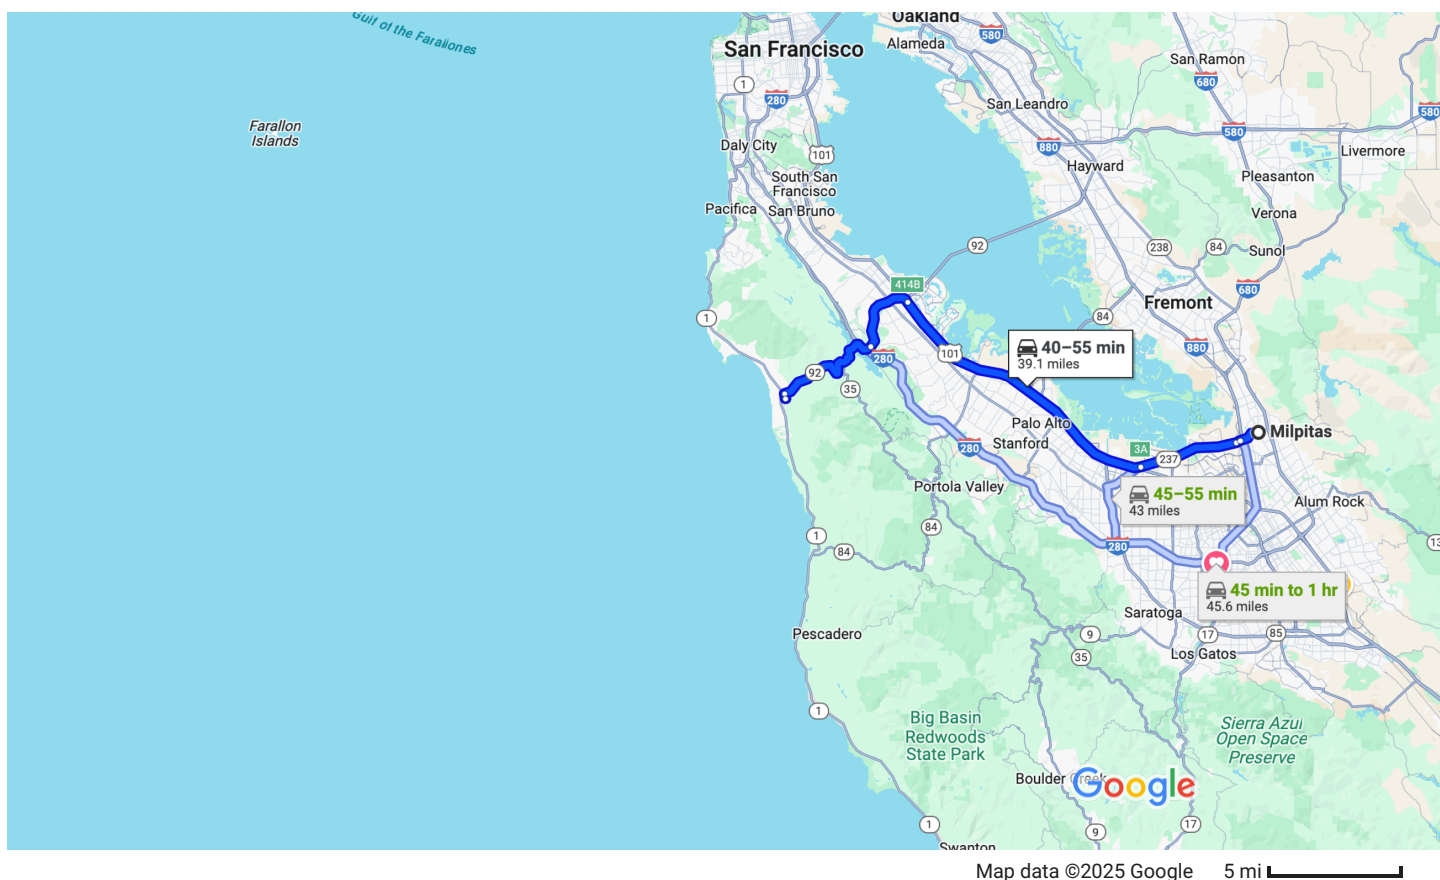 Gulf of the Farallones
Oakland
580
San Francisco
Alameda
San Ramon
680
1
280
San Leandro
580
580
Farallon
Islands
Daly City
101
880
Livermore
Hayward
South San
Francisco
Pleasanton
Pacifica
San Bruno
Verona
92
238
84
Sunol
414B
680
Fremont
1
84
880
40–55 min
39.1 miles
101
280
92
35
Palo Alto
Milpitas
Stanford
280
3A
237
Portola Valley
45–55 min
43 miles
Alum Rock
84
1
84
280
13
45 min to 1 hr
45.6 miles
Saratoga
Pescadero
9
17
85
35
Los Gatos
1
Big Basin
Redwoods
State Park
Sierra Azul
Open Space
Preserve
Boulder Creek
Google
1
9
17
Swanton
Map data ©2025 Google
5 mi